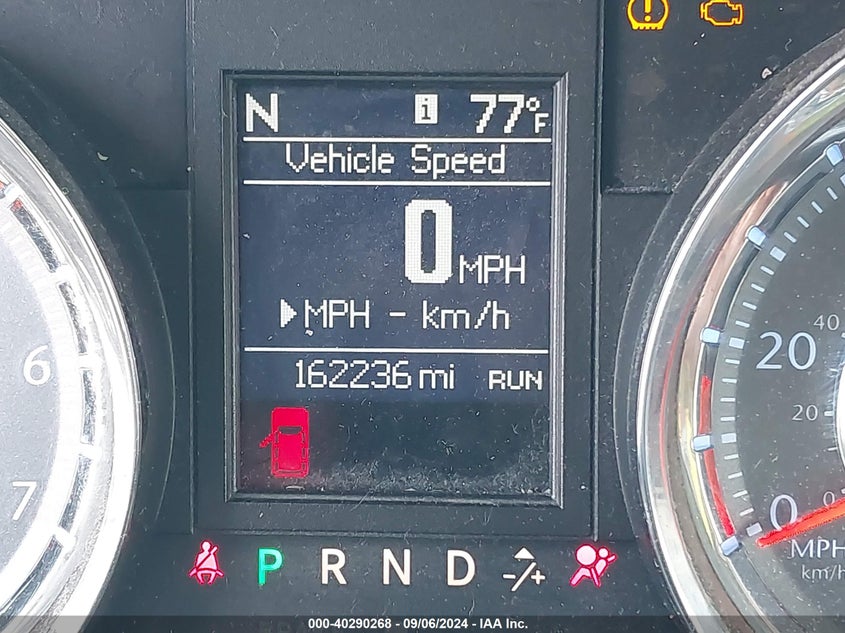 N i 77°F
Vehicle Speed
0 MPH
MPH - km/h
162236 mi RUN
P R N D -/+
6
7
40
20
20
0
0
MPH
km/h
000-40290268 - 09/06/2024 - IAA Inc.